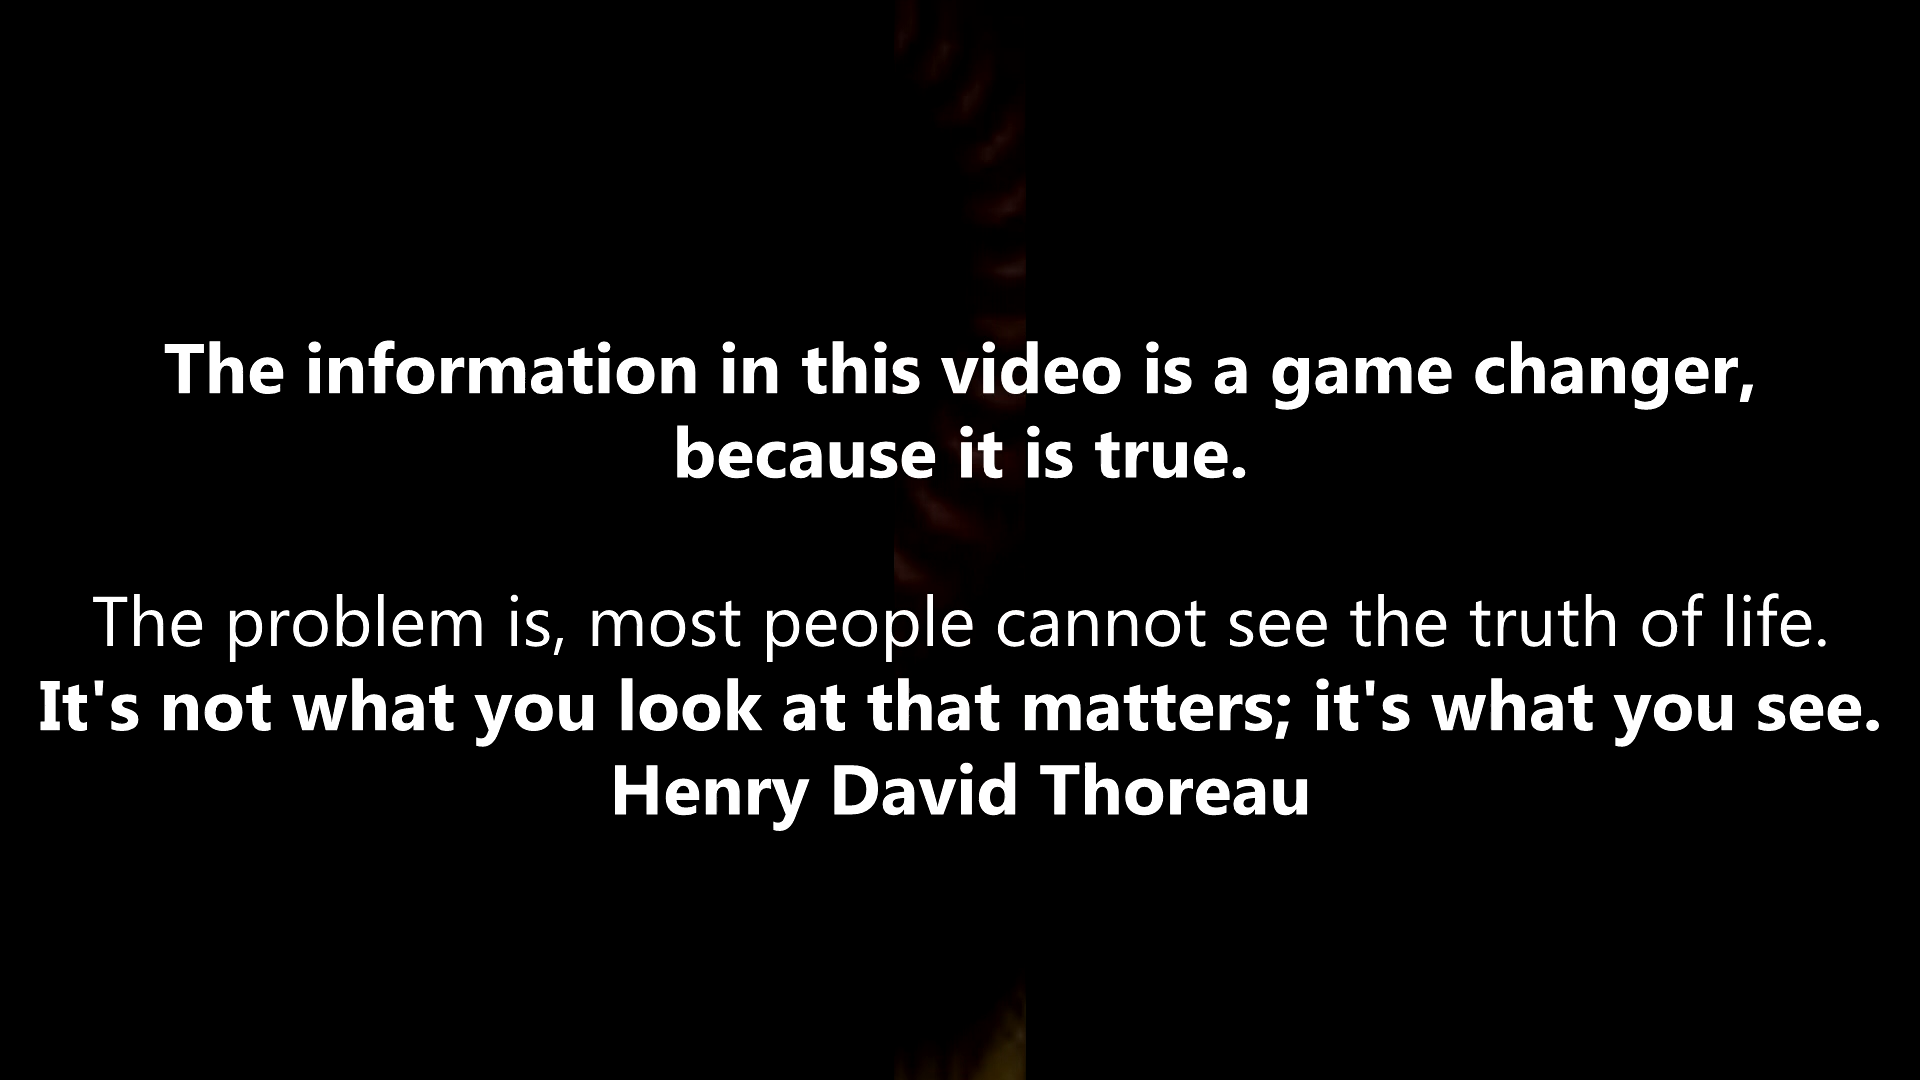 The information in this video is a game changer,
because it is true.
The problem is, most people cannot see the truth of life.
It's not what you look at that matters; it's what you see.
Henry David Thoreau